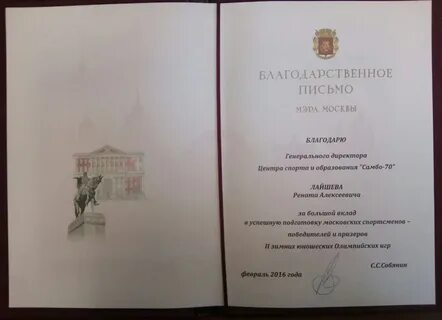 БЛАГОДАРСТВЕННОЕ
ПИСЬМО
МЭРА МОСКВЫ
БЛАГОДАРЮ
Генерального директора
Центра спорта и образования "Самбо-70"
ЛАЙШЕВА
Рената Алексеевича
за большой вклад
в успешную подготовку московских спортсменов –
победителей и призеров
II зимних юношеских Олимпийских игр
С.С.Собянин
февраль 2016 года